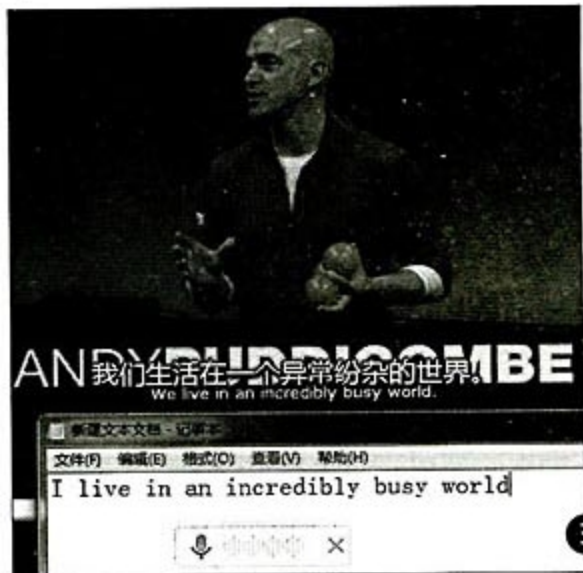 ANDY PUDDICOMBE
我们生活在一个异常纷杂的世界。
We live in an incredibly busy world.
新建文本文档 - 记事本
文件(F) 编辑(E) 格式(O) 查看(V) 帮助(H)
I live in an incredibly busy world